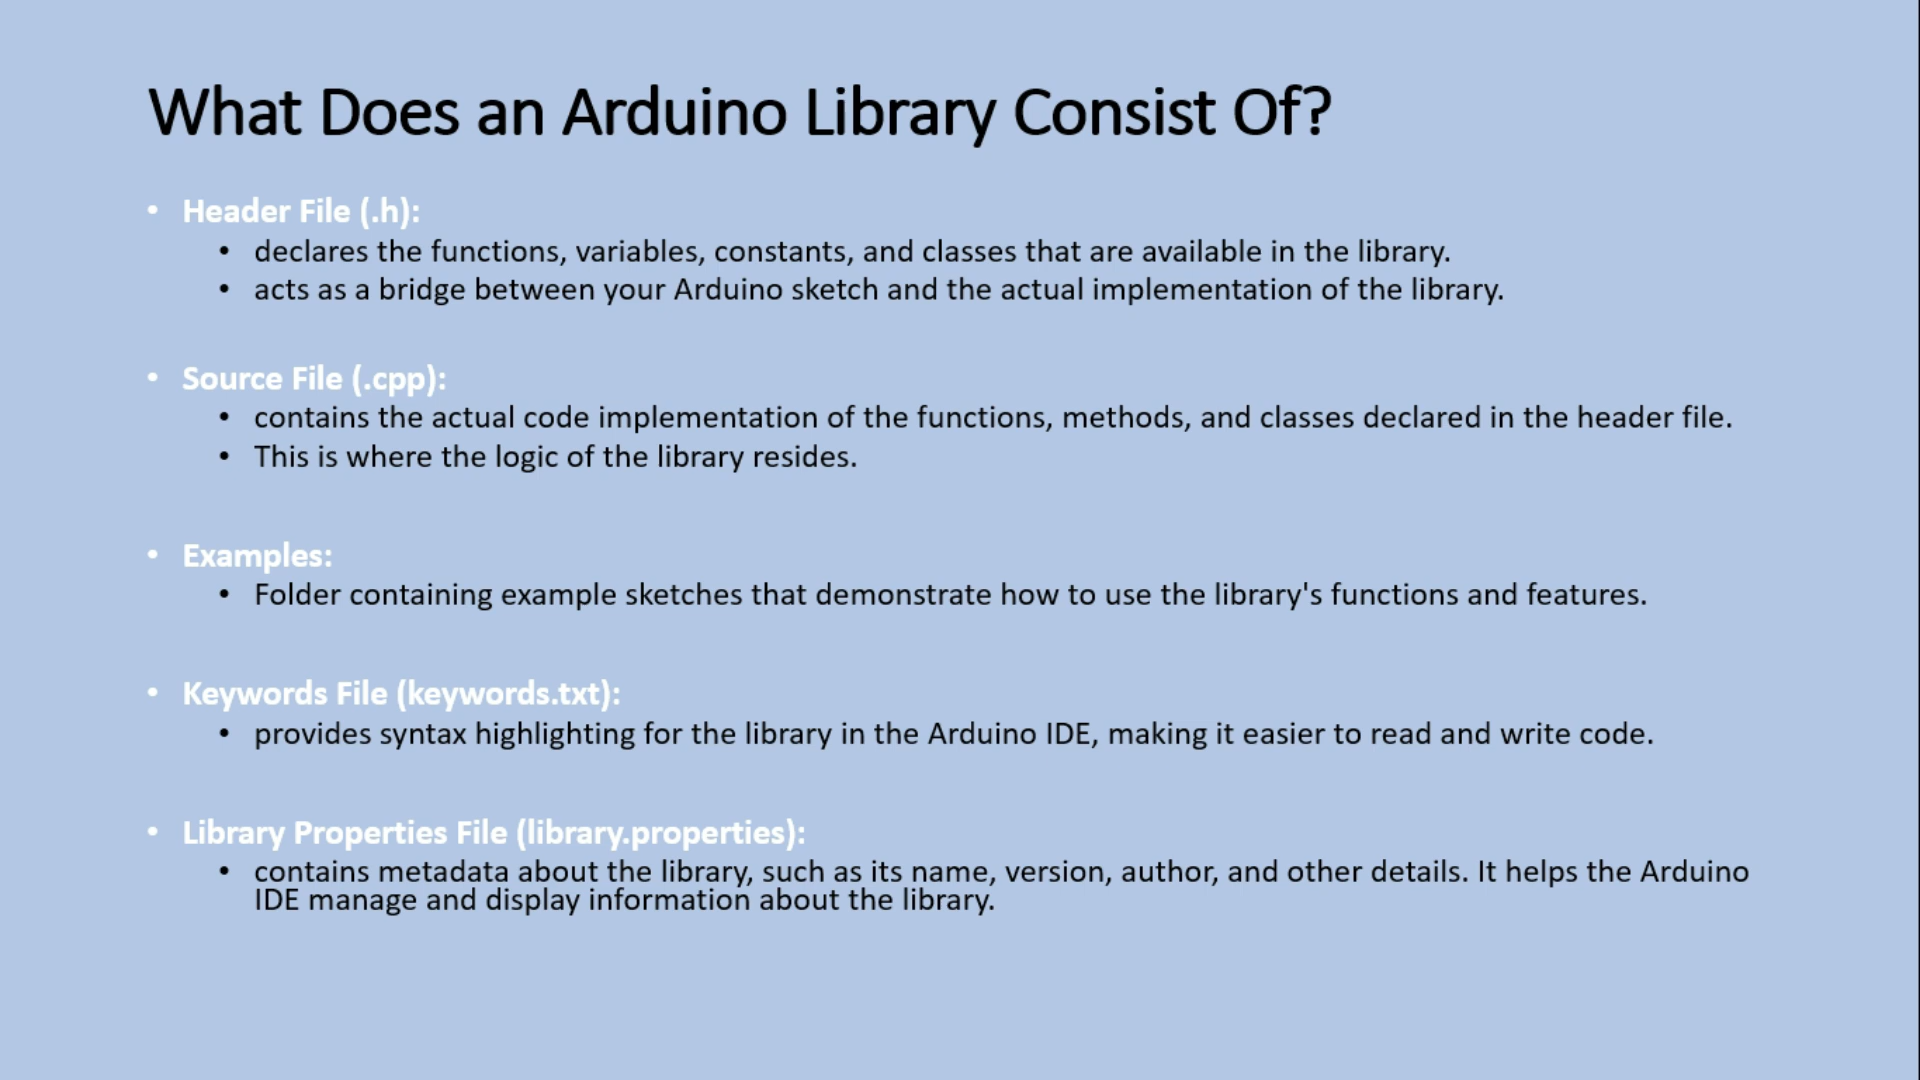 What Does an Arduino Library Consist Of?
• Header File (.h):
• declares the functions, variables, constants, and classes that are available in the library.
• acts as a bridge between your Arduino sketch and the actual implementation of the library.
• Source File (.cpp):
• contains the actual code implementation of the functions, methods, and classes declared in the header file.
• This is where the logic of the library resides.
• Examples:
• Folder containing example sketches that demonstrate how to use the library's functions and features.
• Keywords File (keywords.txt):
• provides syntax highlighting for the library in the Arduino IDE, making it easier to read and write code.
• Library Properties File (library.properties):
• contains metadata about the library, such as its name, version, author, and other details. It helps the Arduino
IDE manage and display information about the library.